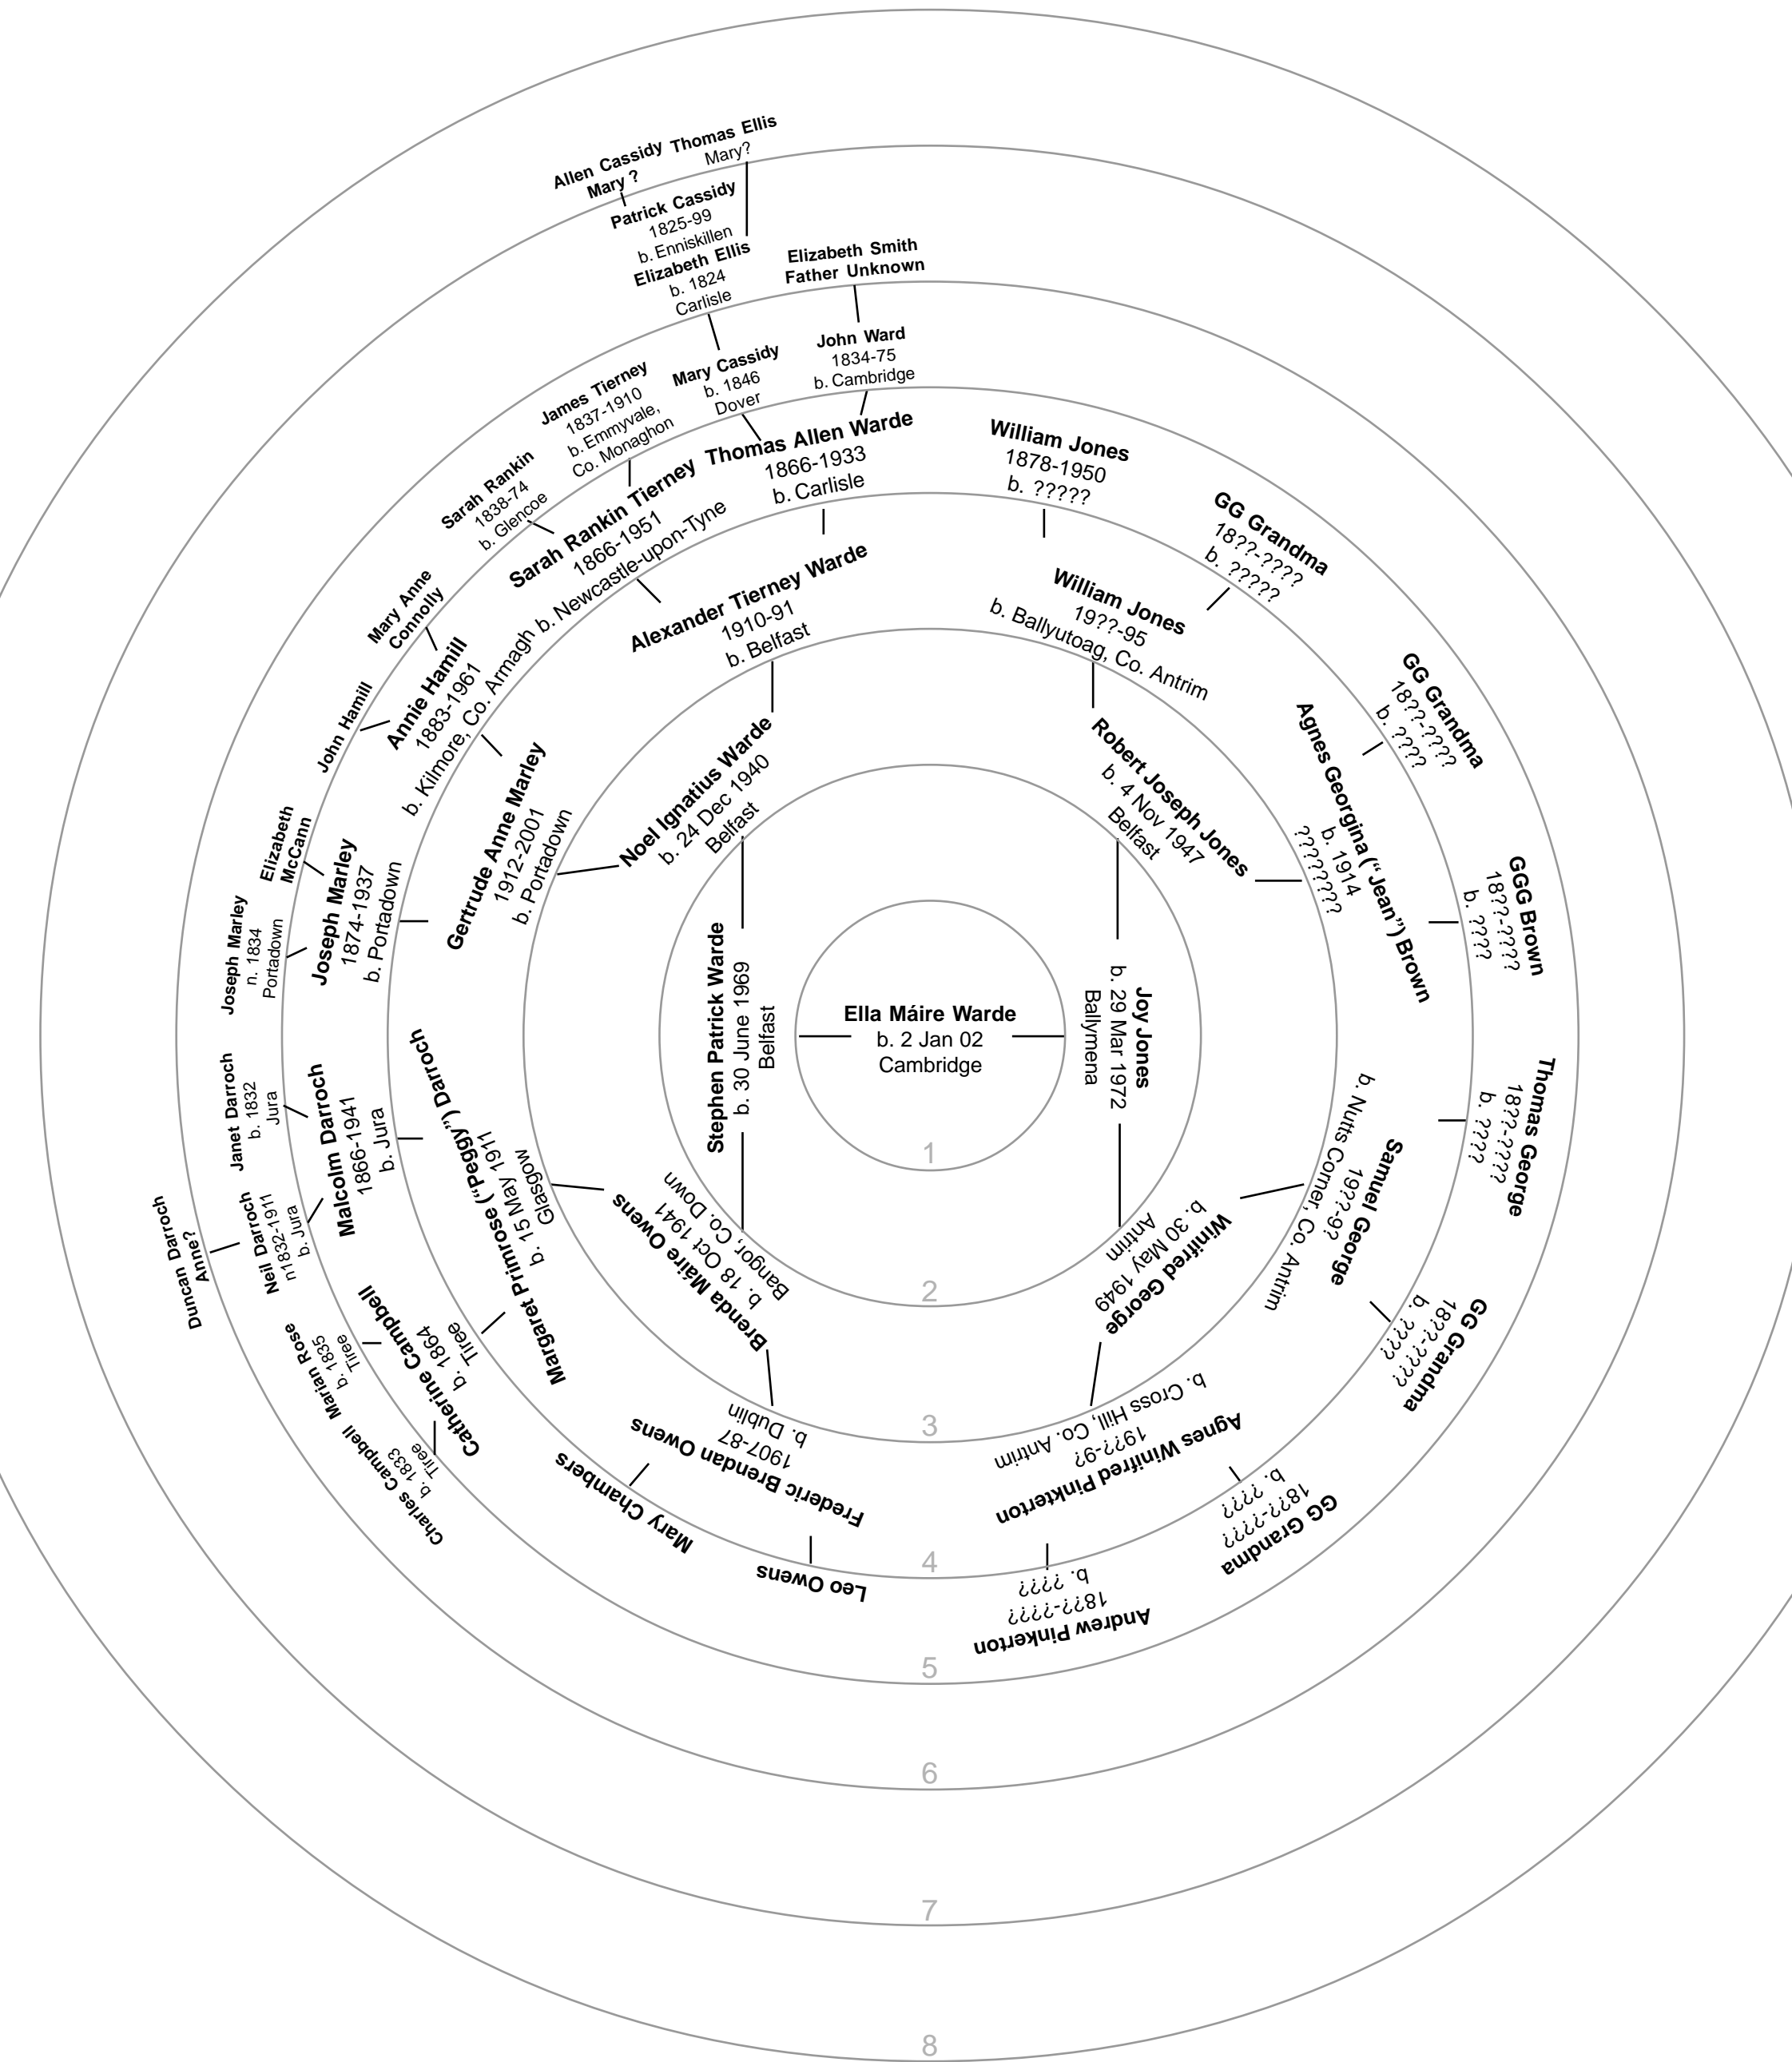 Allen Cassidy
Mary ?
Thomas Ellis
Mary?
Patrick Cassidy
1825-99
b. Enniskillen
Elizabeth Ellis
b. 1824
Carlisle
Elizabeth Smith
Father Unknown
James Tierney
1837-1910
b. Emmyvale,
Co. Monaghon
Mary Cassidy
b. 1846
Dover
John Ward
1834-75
b. Cambridge
Sarah Rankin
1838-74
b. Glencoe
Sarah Rankin Tierney
1866-1951
b. Newcastle-upon-Tyne
Thomas Allen Warde
1866-1933
b. Carlisle
William Jones
1878-1950
b. ?????
GG Grandma
18??-????
b. ?????
Mary Anne
Connolly
Annie Hamill
1883-1961
b. Kilmore, Co. Armagh
John Hamill
Alexander Tierney Warde
1910-91
b. Belfast
William Jones
19??-95
b. Ballyutoag, Co. Antrim
GG Grandma
18??-????
b. ????
Elizabeth
McCann
Joseph Marley
1874-1937
b. Portadown
Joseph Marley
n. 1834
Portadown
Gertrude Anne Marley
1912-2001
b. Portadown
Noel Ignatius Warde
b. 24 Dec 1940
Belfast
Robert Joseph Jones
b. 4 Nov 1947
Belfast
Agnes Georgina (“Jean”) Brown
b. 1914
????????
GGG Brown
18??-????
b. ????
Stephen Patrick Warde
b. 30 June 1969
Belfast
Ella Máire Warde
b. 2 Jan 02
Cambridge
Joy Jones
b. 29 Mar 1972
Ballymena
Janet Darroch
b. 1832
Jura
Malcolm Darroch
1866-1941
b. Jura
Neil Darroch
n1832-1911
b. Jura
Duncan Darroch
Anne?
Margaret Primrose (“Peggy”) Darroch
b. 15 May 1911
Glasgow
Brenda Máire Owens
b. 18 Oct 1941
Bangor, Co. Down
Winifred George
b. 30 May 1949
Antrim
Samuel George
19??-9?
b. Nutts Corner, Co. Antrim
Thomas George
18??-????
b. ????
GG Grandma
18??-????
b. ????
Catherine Campbell
b. 1864
Tiree
Marian Rose
b. 1835
Tiree
Charles Campbell
b. 1833
Tiree
Mary Chambers
Frederic Brendan Owens
1907-87
b. Dublin
Leo Owens
Agnes Winifred Pinkterton
19??-9?
b. Cross Hill, Co. Antrim
GG Grandma
18??-????
b. ????
Andrew Pinkerton
18??-????
b. ????
1
2
3
4
5
6
7
8